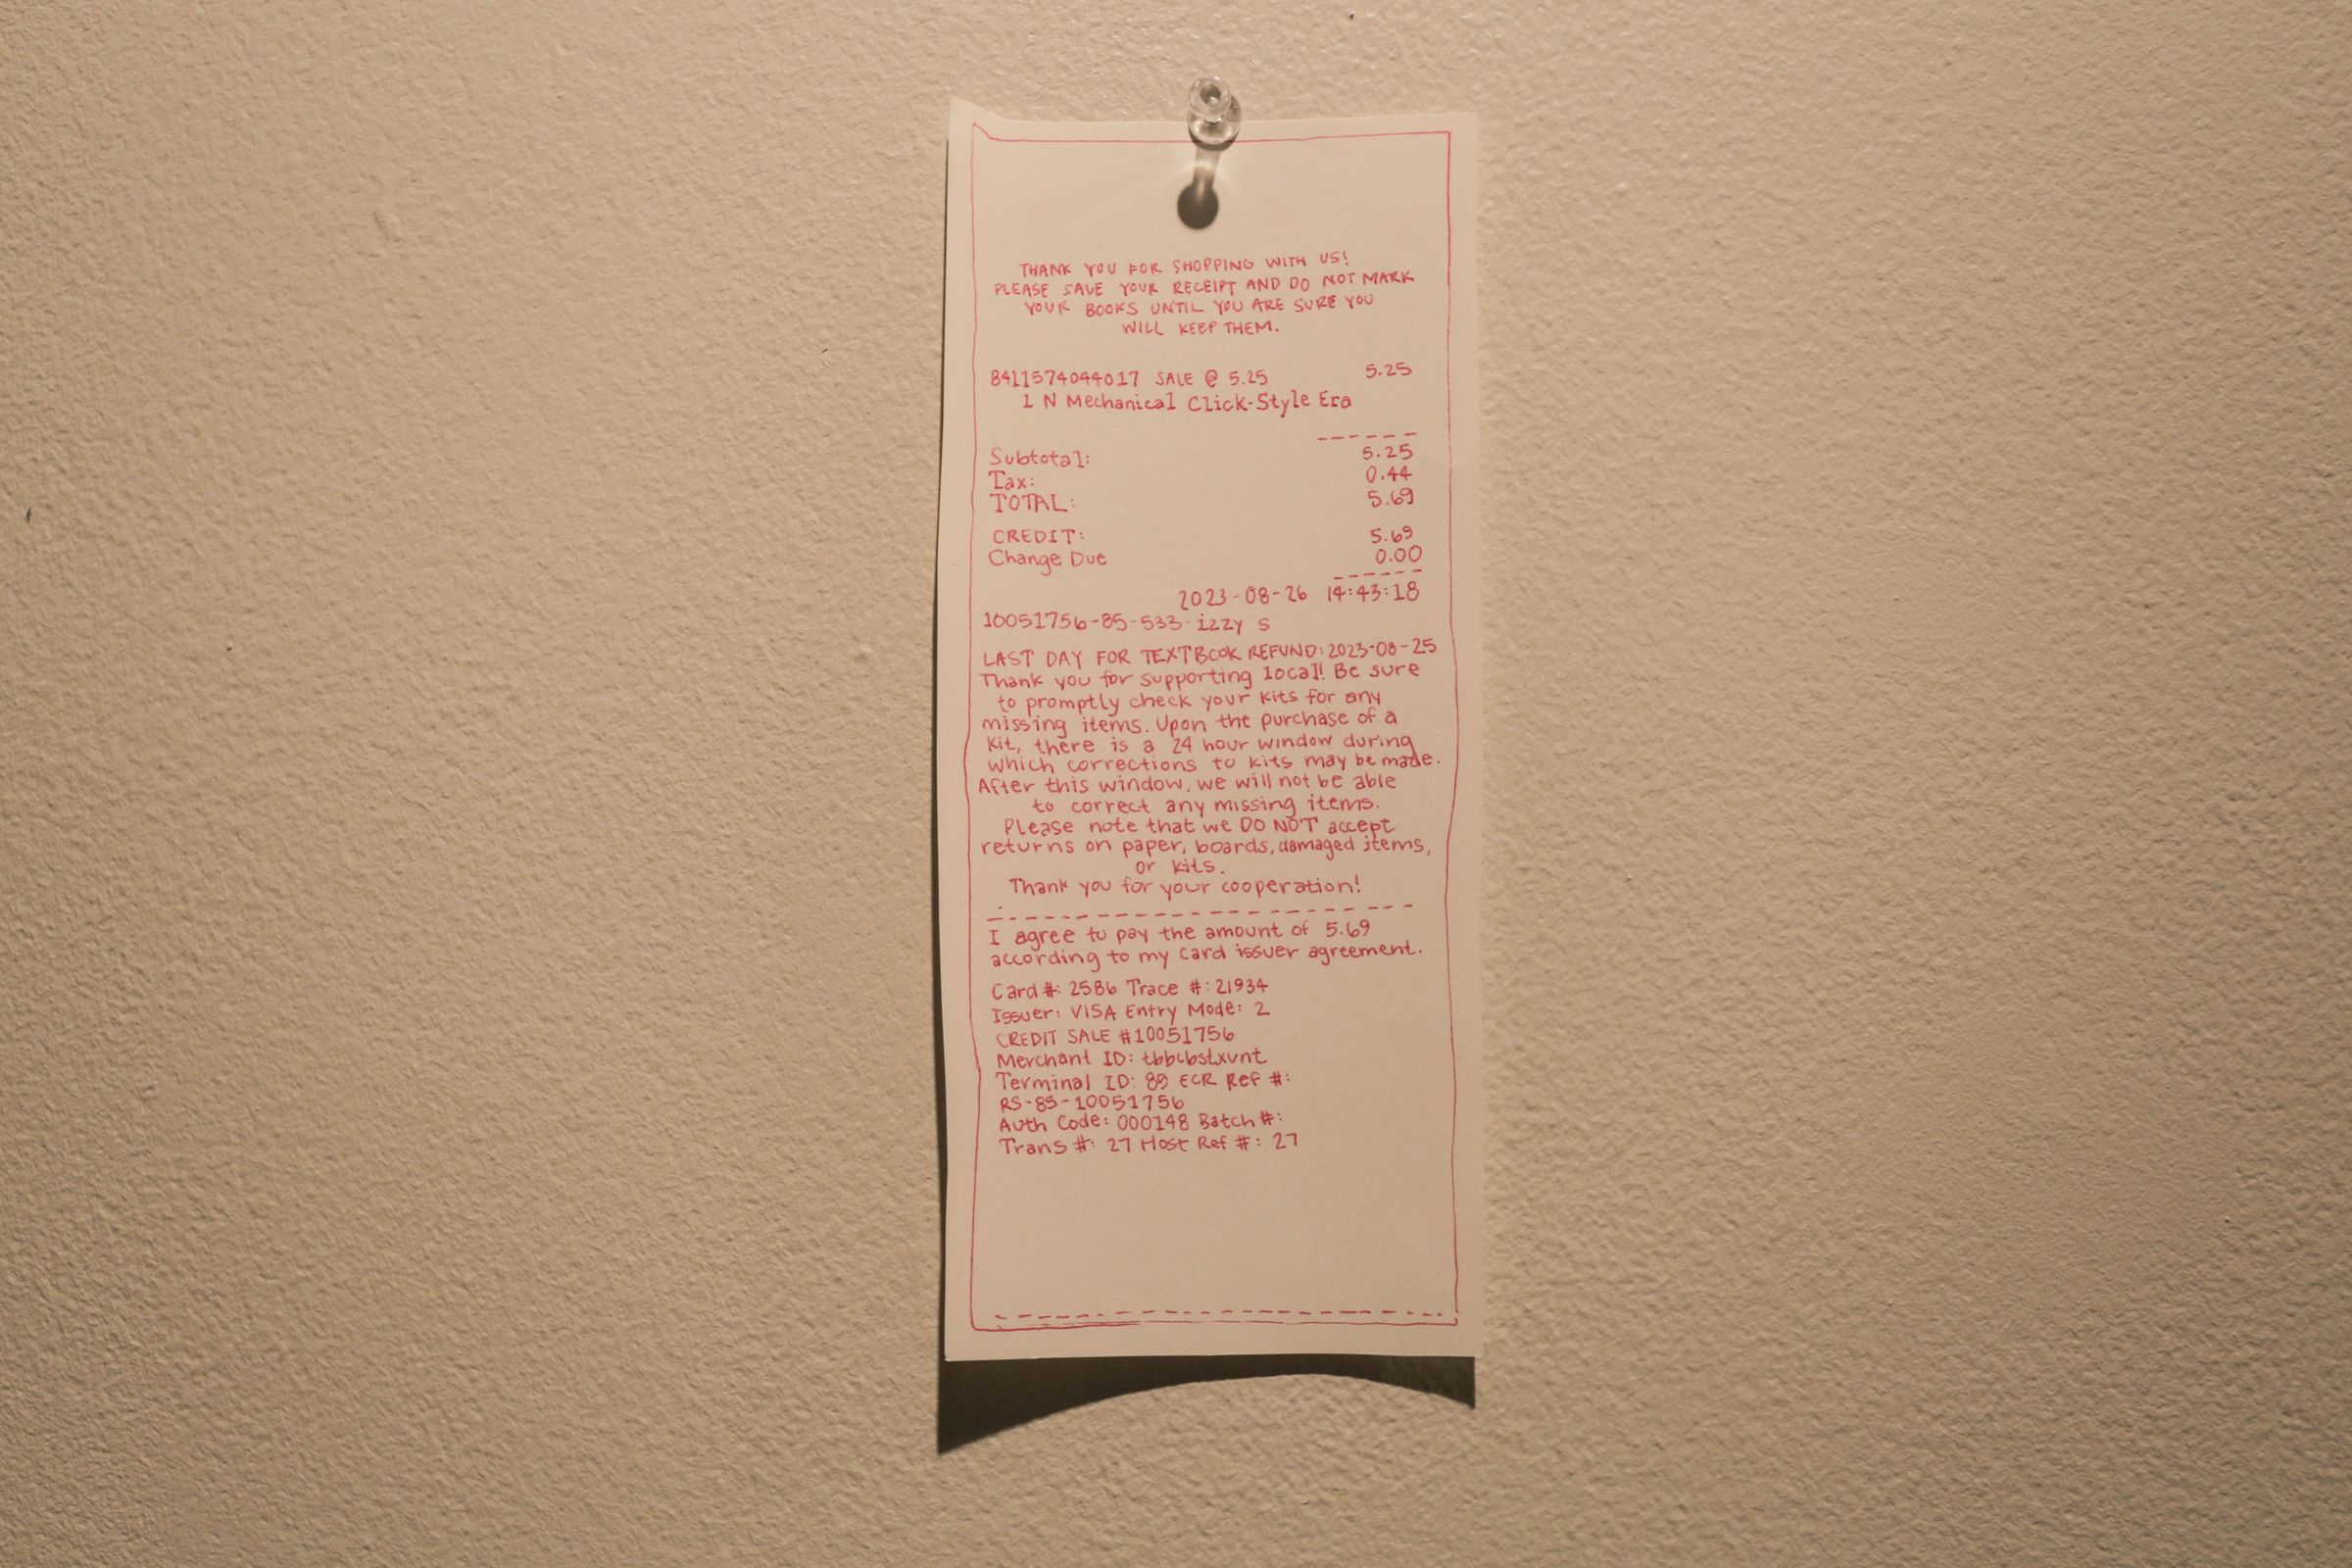 THANK YOU FOR SHOPPING WITH US!
PLEASE SAVE YOUR RECEIPT AND DO NOT MARK
YOUR BOOKS UNTIL YOU ARE SURE YOU
WILL KEEP THEM.
8411574044017 SALE @ 5.25 5.25
1 N Mechanical Click-Style Era
Subtotal: 5.25
Tax: 0.44
TOTAL: 5.69
CREDIT: 5.69
Change Due 0.00
2023-08-26 14:43:18
10051756-85-533-izzy s
LAST DAY FOR TEXTBOOK REFUND: 2023-08-25
Thank you for supporting local! Be sure
to promptly check your kits for any
missing items. Upon the purchase of a
kit, there is a 24 hour window during
which corrections to kits may be made.
After this window, we will not be able
to correct any missing items.
Please note that we DO NOT accept
returns on paper, boards, damaged items,
or kits.
Thank you for your cooperation!
I agree to pay the amount of 5.69
according to my card issuer agreement.
Card #: 2586 Trace #: 21934
Issuer: VISA Entry Mode: 2
CREDIT SALE #10051756
Merchant ID: tbbcbstxvnt
Terminal ID: 85 ECR Ref #:
RS-85-10051756
Auth Code: 000148 Batch #:
Trans #: 27 Host Ref #: 27